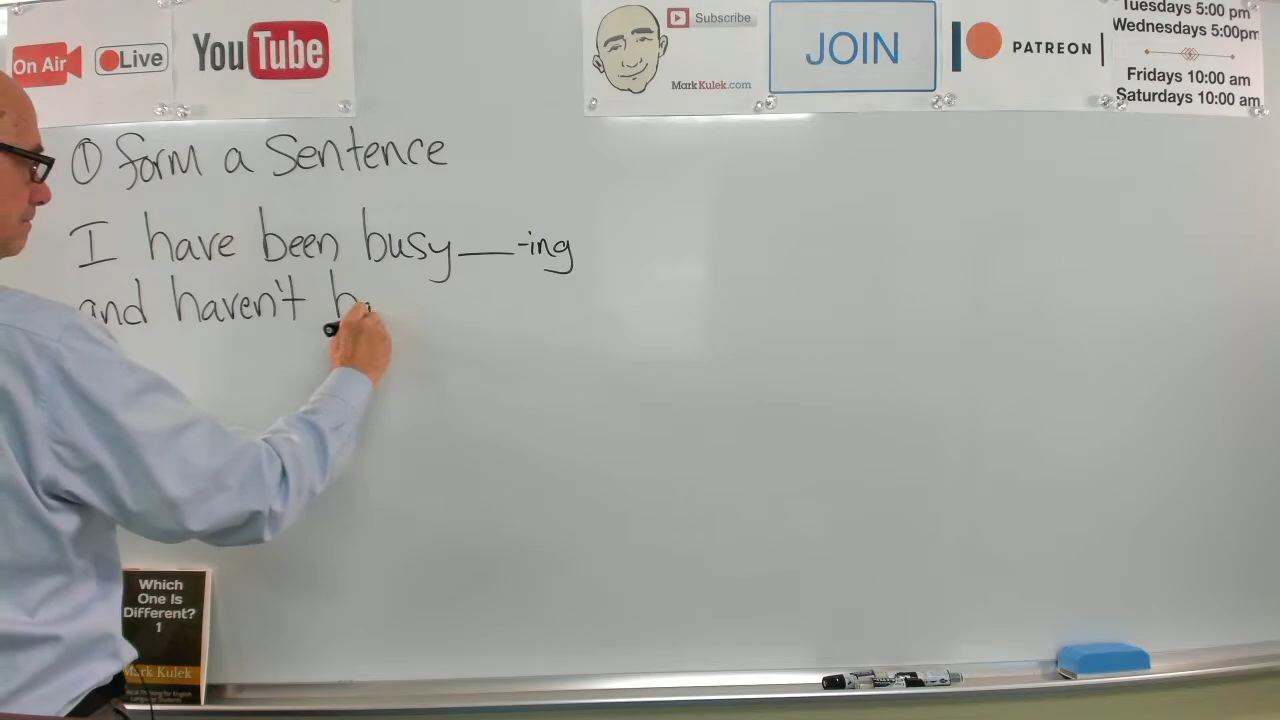 On Air
Live
YouTube
Subscribe
MarkKulek.com
JOIN
PATREON
Tuesdays 5:00 pm
Wednesdays 5:00pm
Fridays 10:00 am
Saturdays 10:00 am
① Form a Sentence
I have been busy ___-ing
and haven't
Which
One Is
Different?
1
Mark Kulek